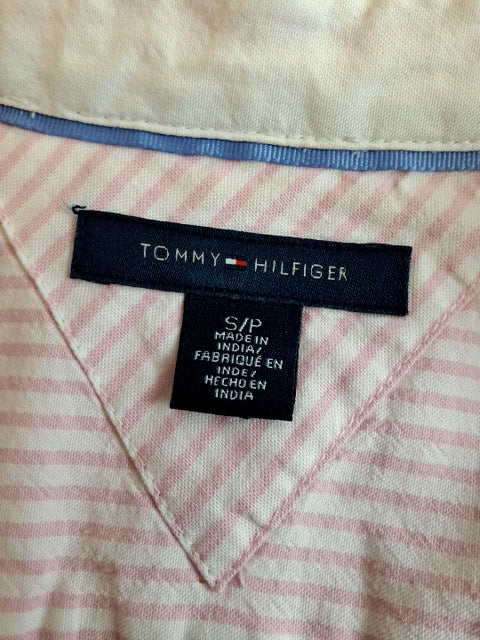 TOMMY HILFIGER
S/P
MADE IN
INDIA/
FABRIQUÉ EN
INDE/
HECHO EN
INDIA